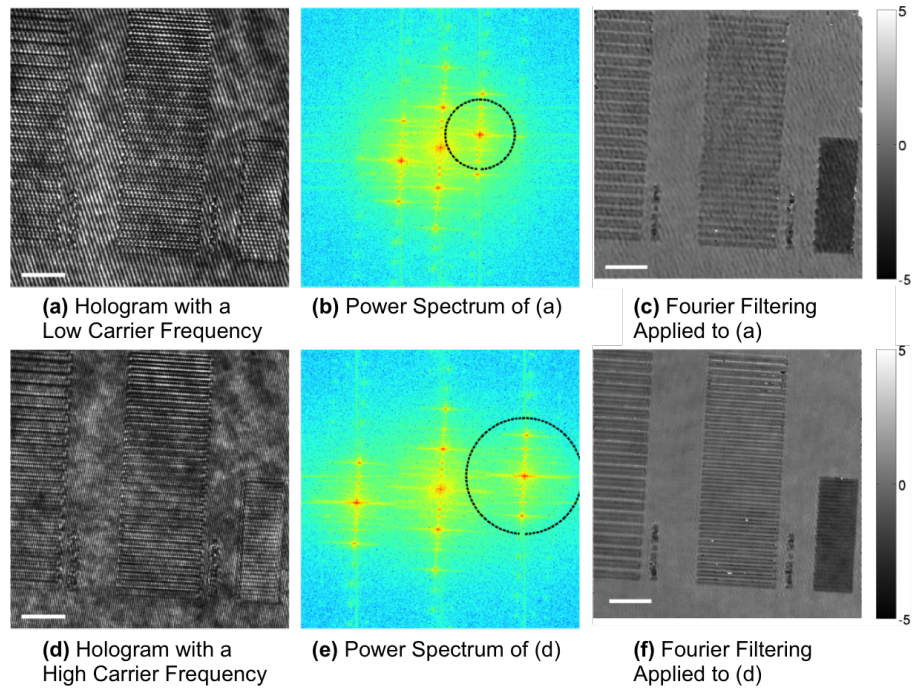 5
0
-5
(a) Hologram with a
Low Carrier Frequency
(b) Power Spectrum of (a)
(c) Fourier Filtering
Applied to (a)
5
0
-5
(d) Hologram with a
High Carrier Frequency
(e) Power Spectrum of (d)
(f) Fourier Filtering
Applied to (d)